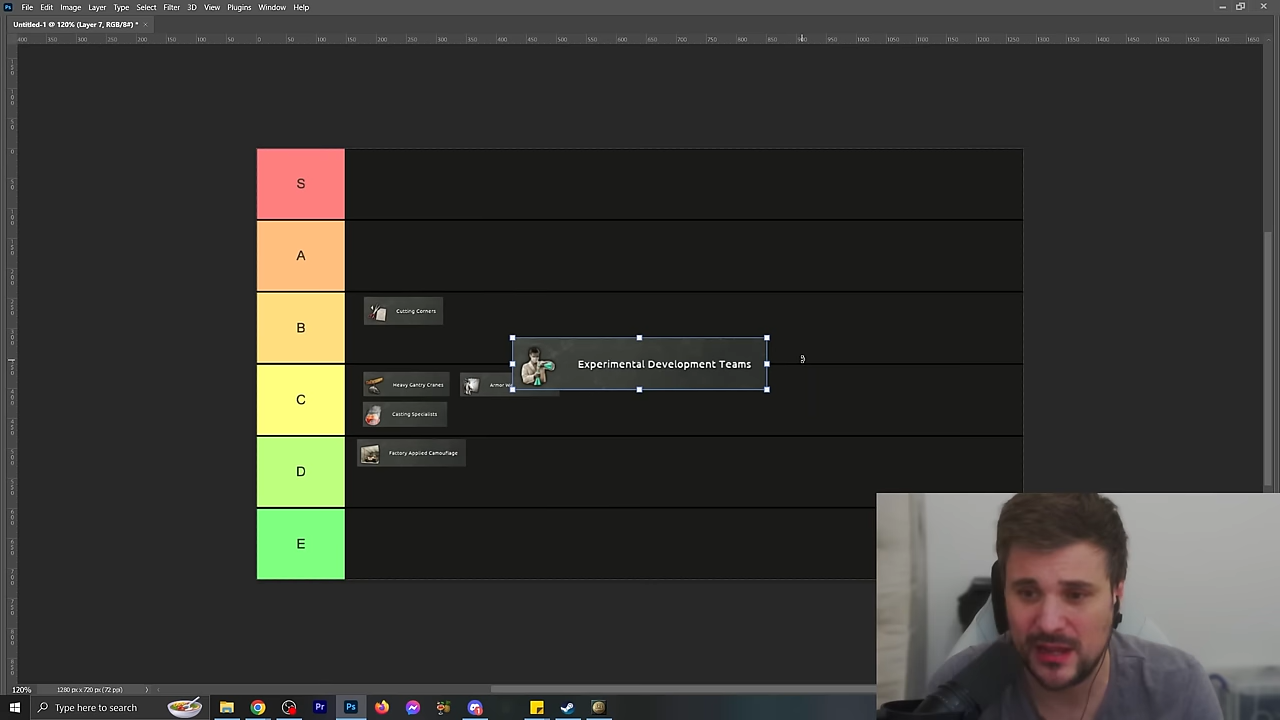 File Edit Image Layer Type Select Filter 3D View Plugins Window Help
Untitled-1 @ 120% (Layer 7, RGB/8#) *
S
A
B
Cutting Corners
Experimental Development Teams
C
Heavy Gantry Cranes
Armor
Casting Specialists
D
Factory Applied Camouflage
E
120% 1280 px x 720 px (72 ppi)
Type here to search